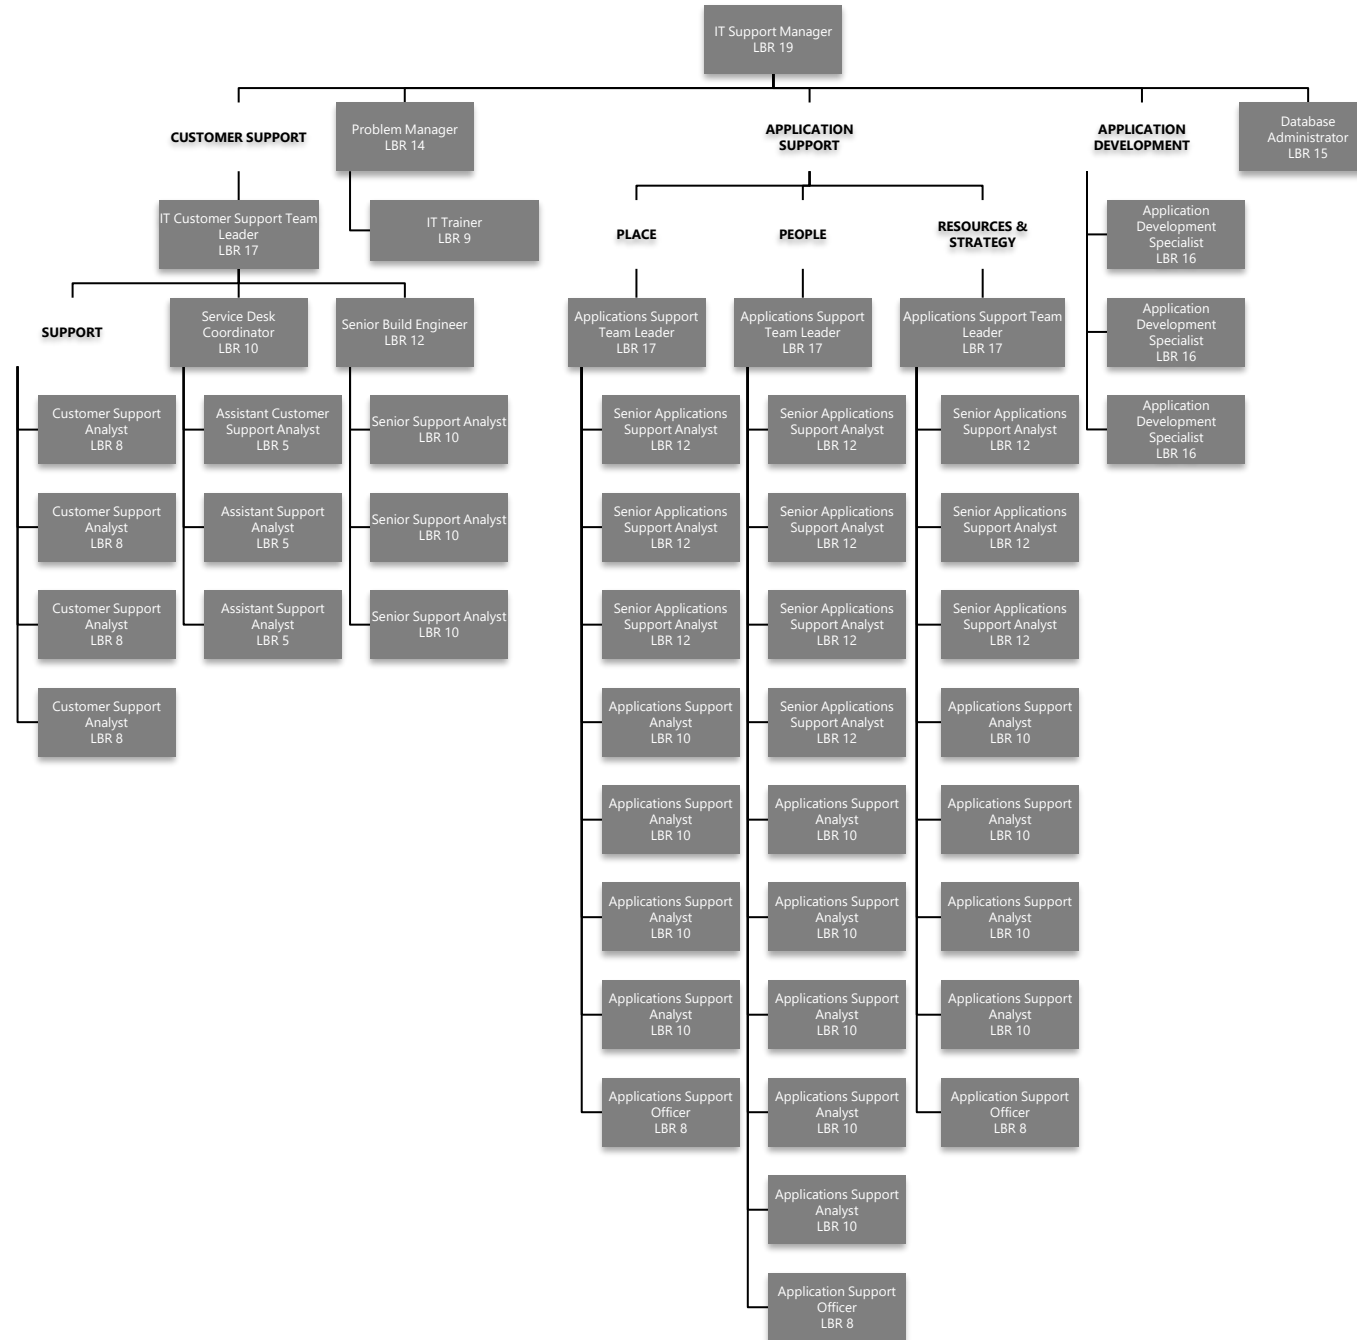 IT Support Manager
LBR 19
CUSTOMER SUPPORT
Problem Manager
LBR 14
APPLICATION
SUPPORT
APPLICATION
DEVELOPMENT
Database
Administrator
LBR 15
IT Customer Support Team
Leader
LBR 17
IT Trainer
LBR 9
PLACE
PEOPLE
RESOURCES &
STRATEGY
Application
Development
Specialist
LBR 16
SUPPORT
Service Desk
Coordinator
LBR 10
Senior Build Engineer
LBR 12
Applications Support
Team Leader
LBR 17
Applications Support
Team Leader
LBR 17
Applications Support Team
Leader
LBR 17
Application
Development
Specialist
LBR 16
Customer Support
Analyst
LBR 8
Assistant Customer
Support Analyst
LBR 5
Senior Support Analyst
LBR 10
Senior Applications
Support Analyst
LBR 12
Senior Applications
Support Analyst
LBR 12
Senior Applications
Support Analyst
LBR 12
Application
Development
Specialist
LBR 16
Customer Support
Analyst
LBR 8
Assistant Support
Analyst
LBR 5
Senior Support Analyst
LBR 10
Senior Applications
Support Analyst
LBR 12
Senior Applications
Support Analyst
LBR 12
Senior Applications
Support Analyst
LBR 12
Customer Support
Analyst
LBR 8
Assistant Support
Analyst
LBR 5
Senior Support Analyst
LBR 10
Senior Applications
Support Analyst
LBR 12
Senior Applications
Support Analyst
LBR 12
Senior Applications
Support Analyst
LBR 12
Customer Support
Analyst
LBR 8
Applications Support
Analyst
LBR 10
Senior Applications
Support Analyst
LBR 12
Applications Support
Analyst
LBR 10
Applications Support
Analyst
LBR 10
Applications Support
Analyst
LBR 10
Applications Support
Analyst
LBR 10
Applications Support
Analyst
LBR 10
Applications Support
Analyst
LBR 10
Applications Support
Analyst
LBR 10
Applications Support
Analyst
LBR 10
Applications Support
Analyst
LBR 10
Applications Support
Analyst
LBR 10
Applications Support
Officer
LBR 8
Applications Support
Analyst
LBR 10
Application Support
Officer
LBR 8
Applications Support
Analyst
LBR 10
Application Support
Officer
LBR 8